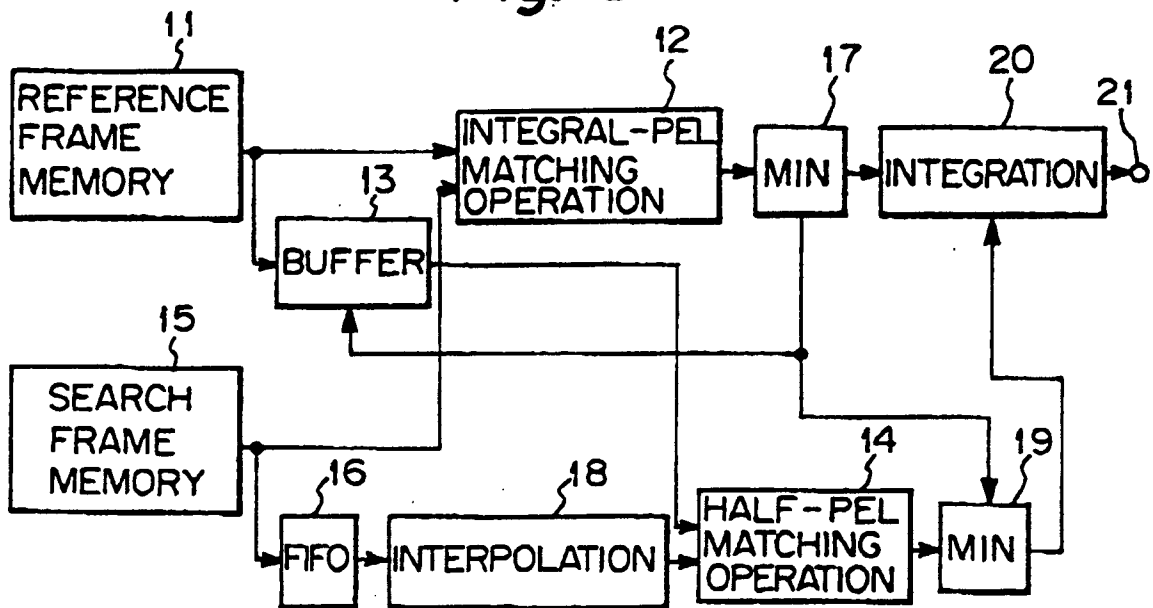 11
REFERENCE
FRAME
MEMORY
12
INTEGRAL-PEL
MATCHING
OPERATION
17
MIN
20
INTEGRATION
21
13
BUFFER
15
SEARCH
FRAME
MEMORY
16
FIFO
18
INTERPOLATION
14
HALF-PEL
MATCHING
OPERATION
19
MIN